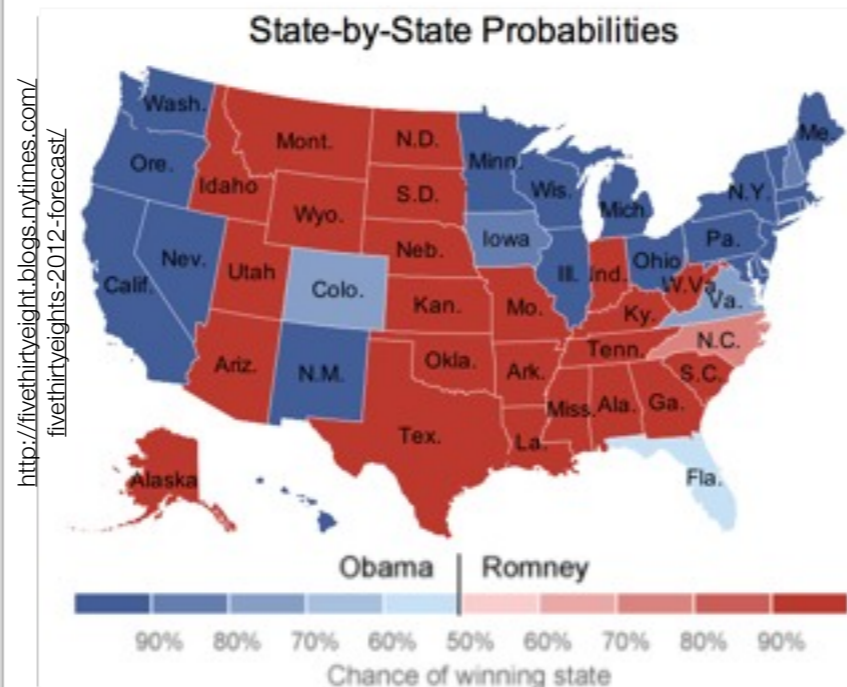 State-by-State Probabilities
http://fivethirtyeight.blogs.nytimes.com/
fivethirtyeights-2012-forecast/
Wash.
Me.
Mont.
N.D.
Minn.
Ore.
Idaho
S.D.
Wis.
N.Y.
Wyo.
Mich.
Iowa
Pa.
Neb.
Nev.
Utah
Ill.
Ind.
Ohio
Calif.
Colo.
W.Va.
Va.
Kan.
Mo.
Ky.
N.C.
Tenn.
Ariz.
N.M.
Okla.
Ark.
S.C.
Miss.
Ala.
Ga.
Tex.
La.
Alaska
Fla.
Obama Romney
90% 80% 70% 60% 50% 60% 70% 80% 90%
Chance of winning state